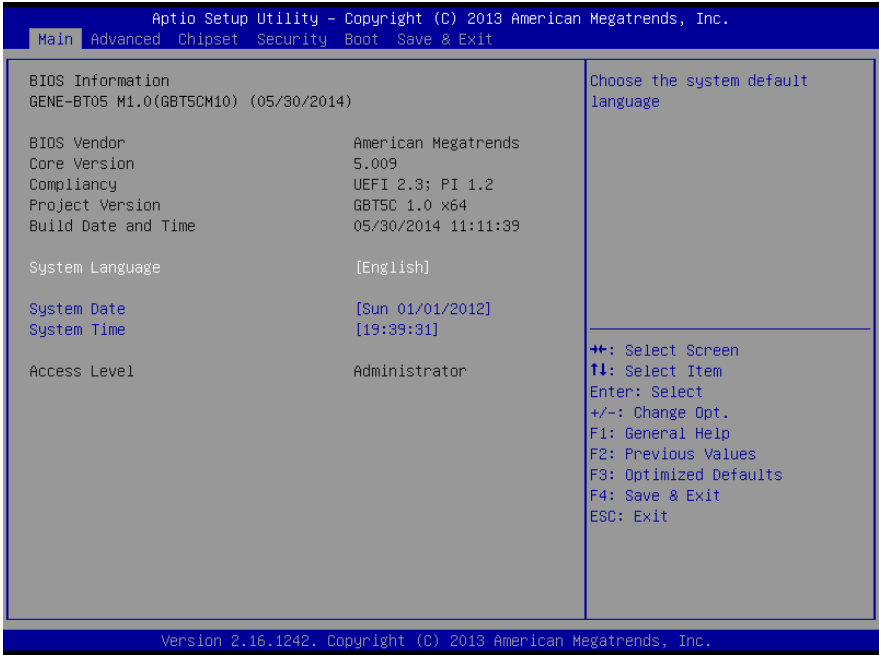 Aptio Setup Utility – Copyright (C) 2013 American Megatrends, Inc.
Main Advanced Chipset Security Boot Save & Exit
BIOS Information
GENE-BT05 M1.0(GBT5CM10) (05/30/2014)
BIOS Vendor American Megatrends
Core Version 5.009
Compliancy UEFI 2.3; PI 1.2
Project Version GBT5C 1.0 x64
Build Date and Time 05/30/2014 11:11:39
System Language [English]
System Date [Sun 01/01/2012]
System Time [19:39:31]
Access Level Administrator
Choose the system default
language
→←: Select Screen
↑↓: Select Item
Enter: Select
+/-: Change Opt.
F1: General Help
F2: Previous Values
F3: Optimized Defaults
F4: Save & Exit
ESC: Exit
Version 2.16.1242. Copyright (C) 2013 American Megatrends, Inc.